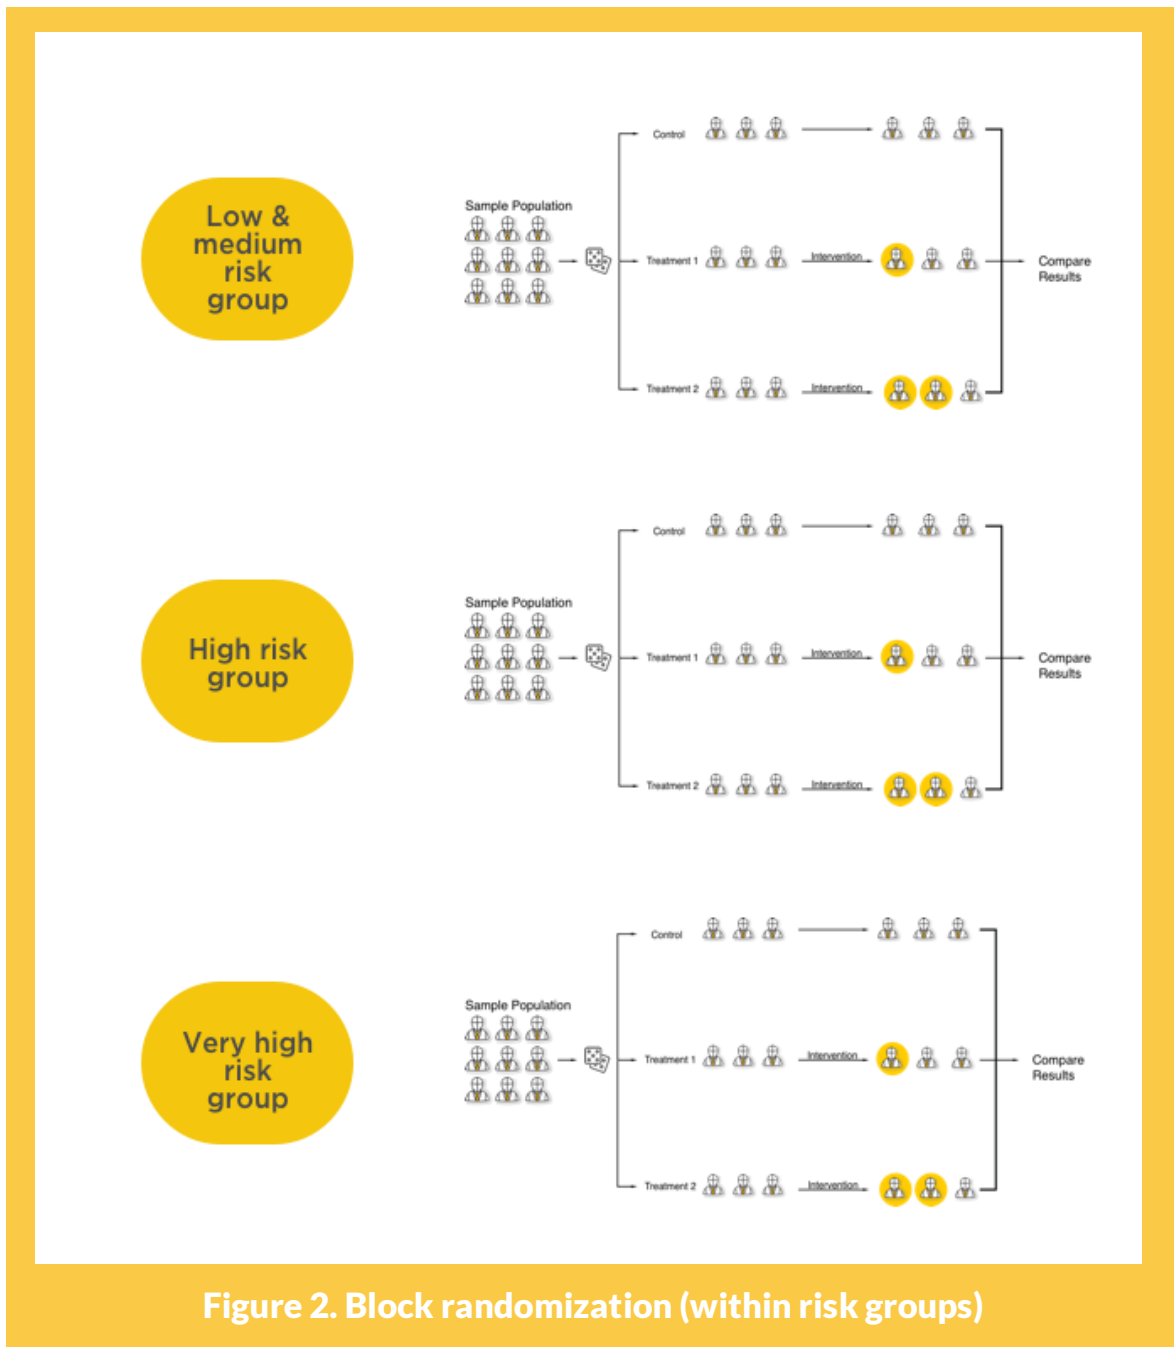 Low &
medium
risk
group
Sample Population
Control
Treatment 1
Intervention
Treatment 2
Intervention
Compare
Results
High risk
group
Sample Population
Control
Treatment 1
Intervention
Treatment 2
Intervention
Compare
Results
Very high
risk
group
Sample Population
Control
Treatment 1
Intervention
Treatment 2
Intervention
Compare
Results
Figure 2. Block randomization (within risk groups)